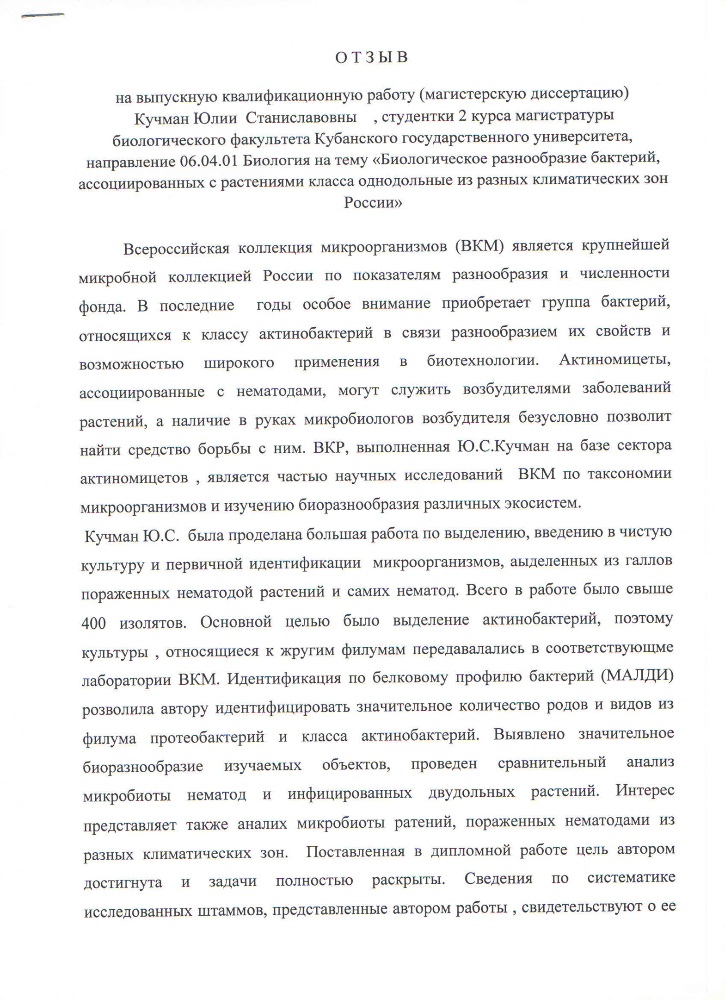 О Т З Ы В
на выпускную квалификационную работу (магистерскую диссертацию)
Кучман Юлии Станиславовны , студентки 2 курса магистратуры
биологического факультета Кубанского государственного университета,
направление 06.04.01 Биология на тему «Биологическое разнообразие бактерий,
ассоциированных с растениями класса однодольные из разных климатических зон
России»
Всероссийская коллекция микроорганизмов (ВКМ) является крупнейшей
микробной коллекцией России по показателям разнообразия и численности
фонда. В последние годы особое внимание приобретает группа бактерий,
относящихся к классу актинобактерий в связи разнообразием их свойств и
возможностью широкого применения в биотехнологии. Актиномицеты,
ассоциированные с нематодами, могут служить возбудителями заболеваний
растений, а наличие в руках микробиологов возбудителя безусловно позволит
найти средство борьбы с ним. ВКР, выполненная Ю.С.Кучман на базе сектора
актиномицетов , является частью научных исследований ВКМ по таксономии
микроорганизмов и изучению биоразнообразия различных экосистем.
Кучман Ю.С. была проделана большая работа по выделению, введению в чистую
культуру и первичной идентификации микроорганизмов, аыделенных из галлов
пораженных нематодой растений и самих нематод. Всего в работе было свыше
400 изолятов. Основной целью было выделение актинобактерий, поэтому
культуры , относящиеся к жругим филумам передавалались в соответствующме
лаборатории ВКМ. Идентификация по белковому профилю бактерий (МАЛДИ)
розволила автору идентифицировать значительное количество родов и видов из
филума протеобактерий и класса актинобактерий. Выявлено значительное
биоразнообразие изучаемых объектов, проведен сравнительный анализ
микробиоты нематод и инфицированных двудольных растений. Интерес
представляет также аналих микробиоты ратений, пораженных нематодами из
разных климатических зон. Поставленная в дипломной работе цель автором
достигнута и задачи полностью раскрыты. Сведения по систематике
исследованных штаммов, представленные автором работы , свидетельствуют о ее